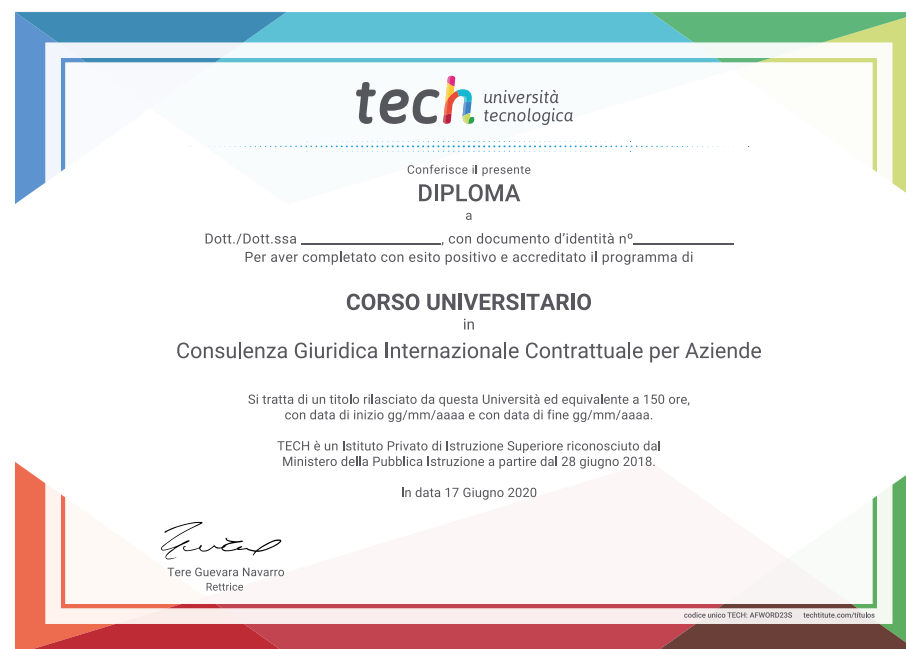 tech università
tecnologica
Conferisce il presente
DIPLOMA
a
Dott./Dott.ssa ____________________, con documento d'identità nº______________
Per aver completato con esito positivo e accreditato il programma di
CORSO UNIVERSITARIO
in
Consulenza Giuridica Internazionale Contrattuale per Aziende
Si tratta di un titolo rilasciato da questa Università ed equivalente a 150 ore,
con data di inizio gg/mm/aaaa e con data di fine gg/mm/aaaa.
TECH è un Istituto Privato di Istruzione Superiore riconosciuto dal
Ministero della Pubblica Istruzione a partire dal 28 giugno 2018.
In data 17 Giugno 2020
Tere Guevara Navarro
Rettrice
codice unico TECH: AFWORD23S techtitute.com/títulos